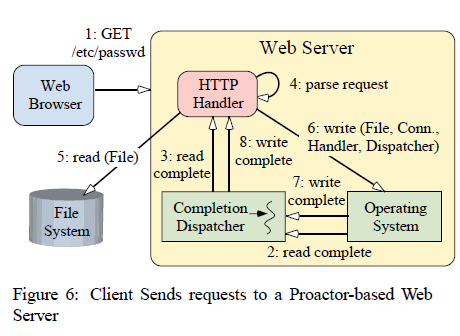 1: GET
/etc/passwd
Web Server
Web
Browser
HTTP
Handler
4: parse request
5: read (File)
3: read
complete
8: write
complete
6: write (File, Conn.,
Handler, Dispatcher)
7: write
complete
File
System
Completion
Dispatcher
Operating
System
2: read complete
Figure 6: Client Sends requests to a Proactor-based Web
Server